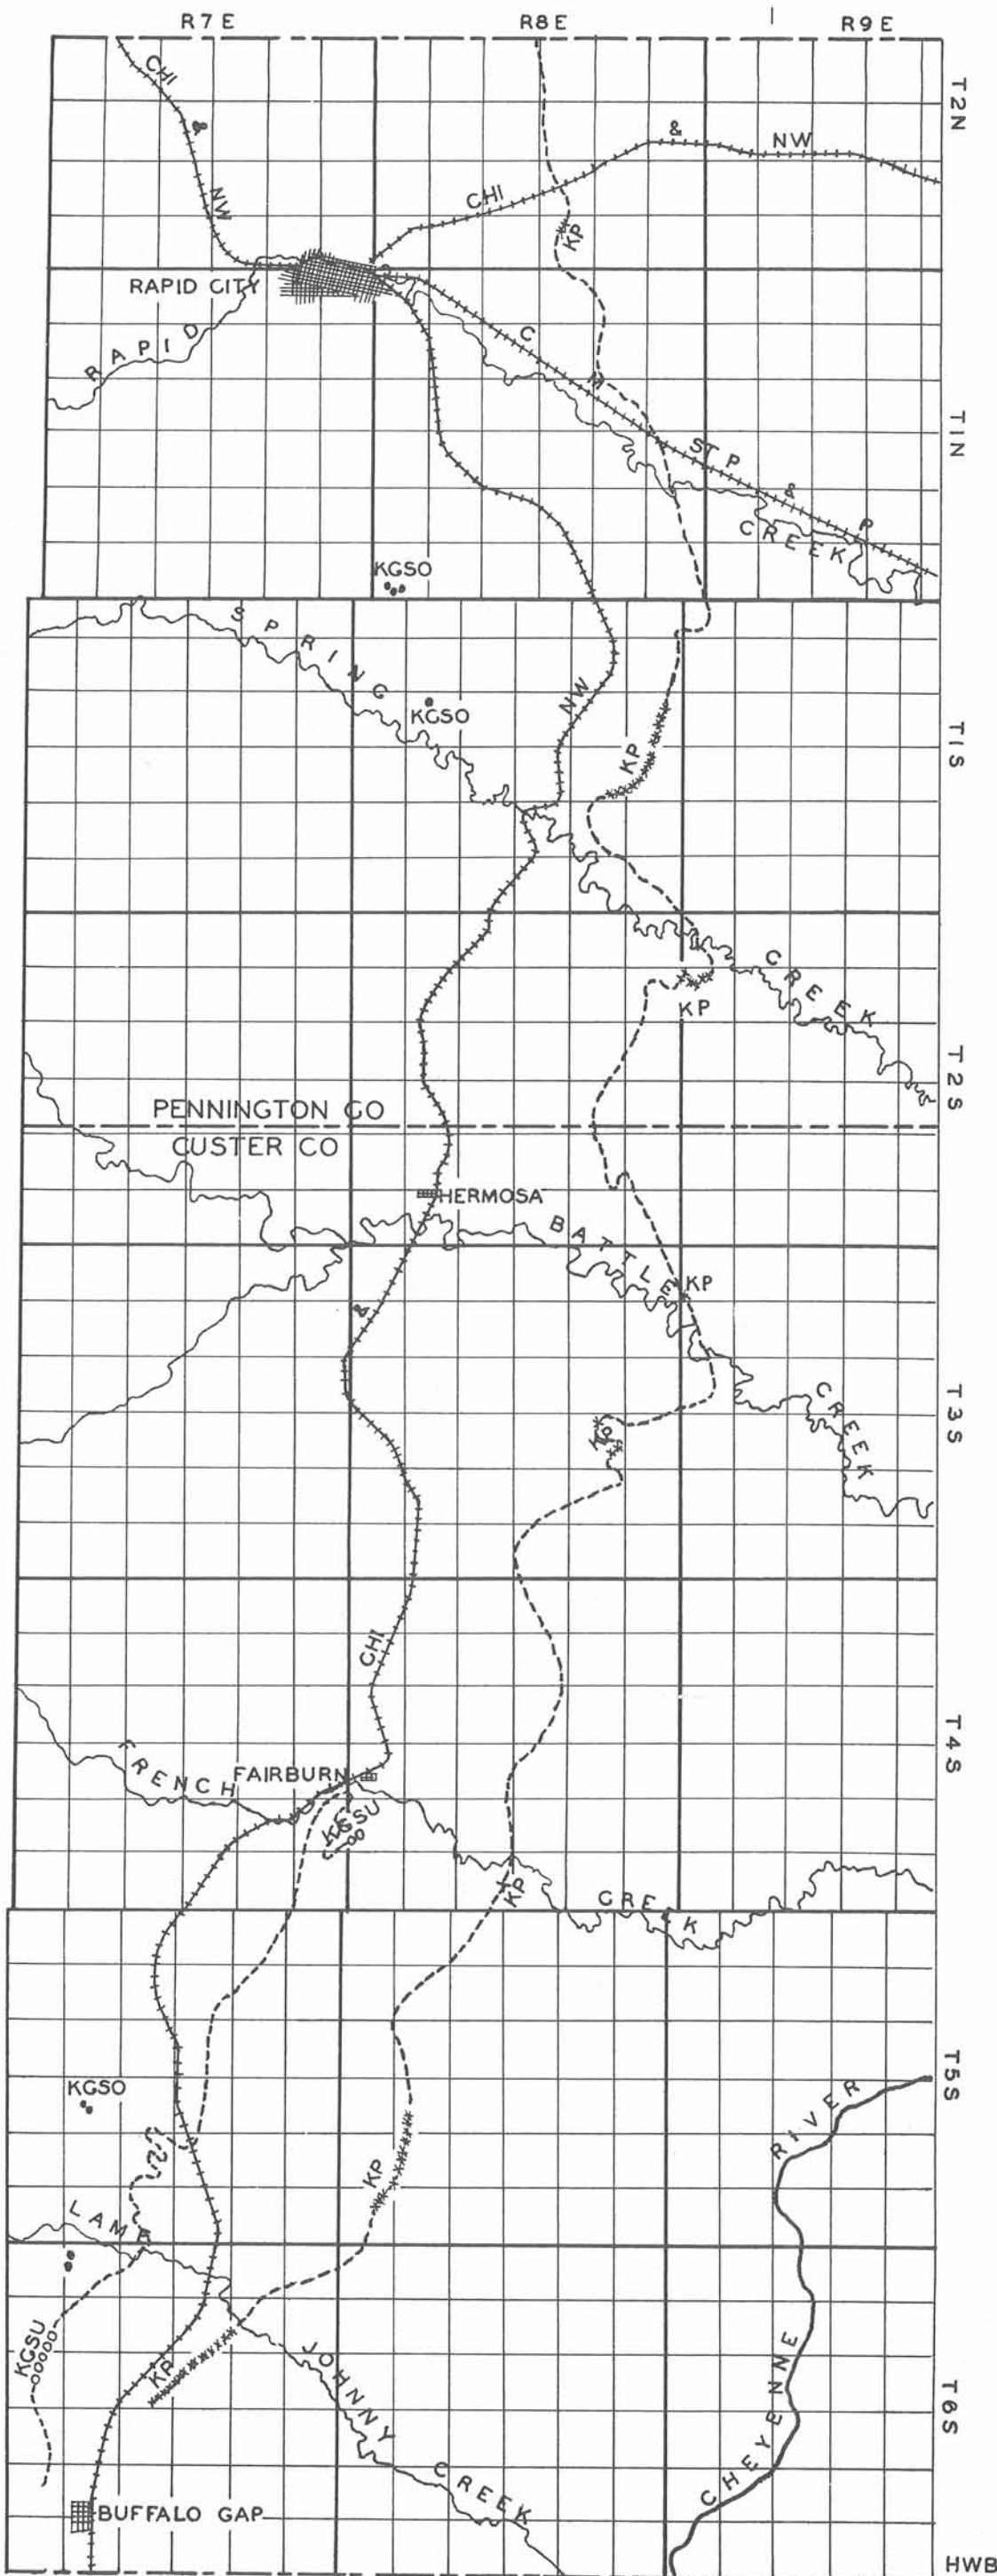 R7E R8E R9E
T2N
CHI & NW
CHI & NW
KP
RAPID CITY
RAPID CREEK
C M ST P & P
T1N
KGSO
SPRING CREEK
KGSO
NW
KP
T1S
KP
T2S
PENNINGTON CO
CUSTER CO
HERMOSA
BATTLE CREEK
KP
&
KP
T3S
CHI
T4S
FRENCH CREEK
FAIRBURN
KGSU
KP
T5S
KGSO
KP
CHEYENNE RIVER
LAME JOHNNY CREEK
KGSU
KP
T6S
BUFFALO GAP
HWB